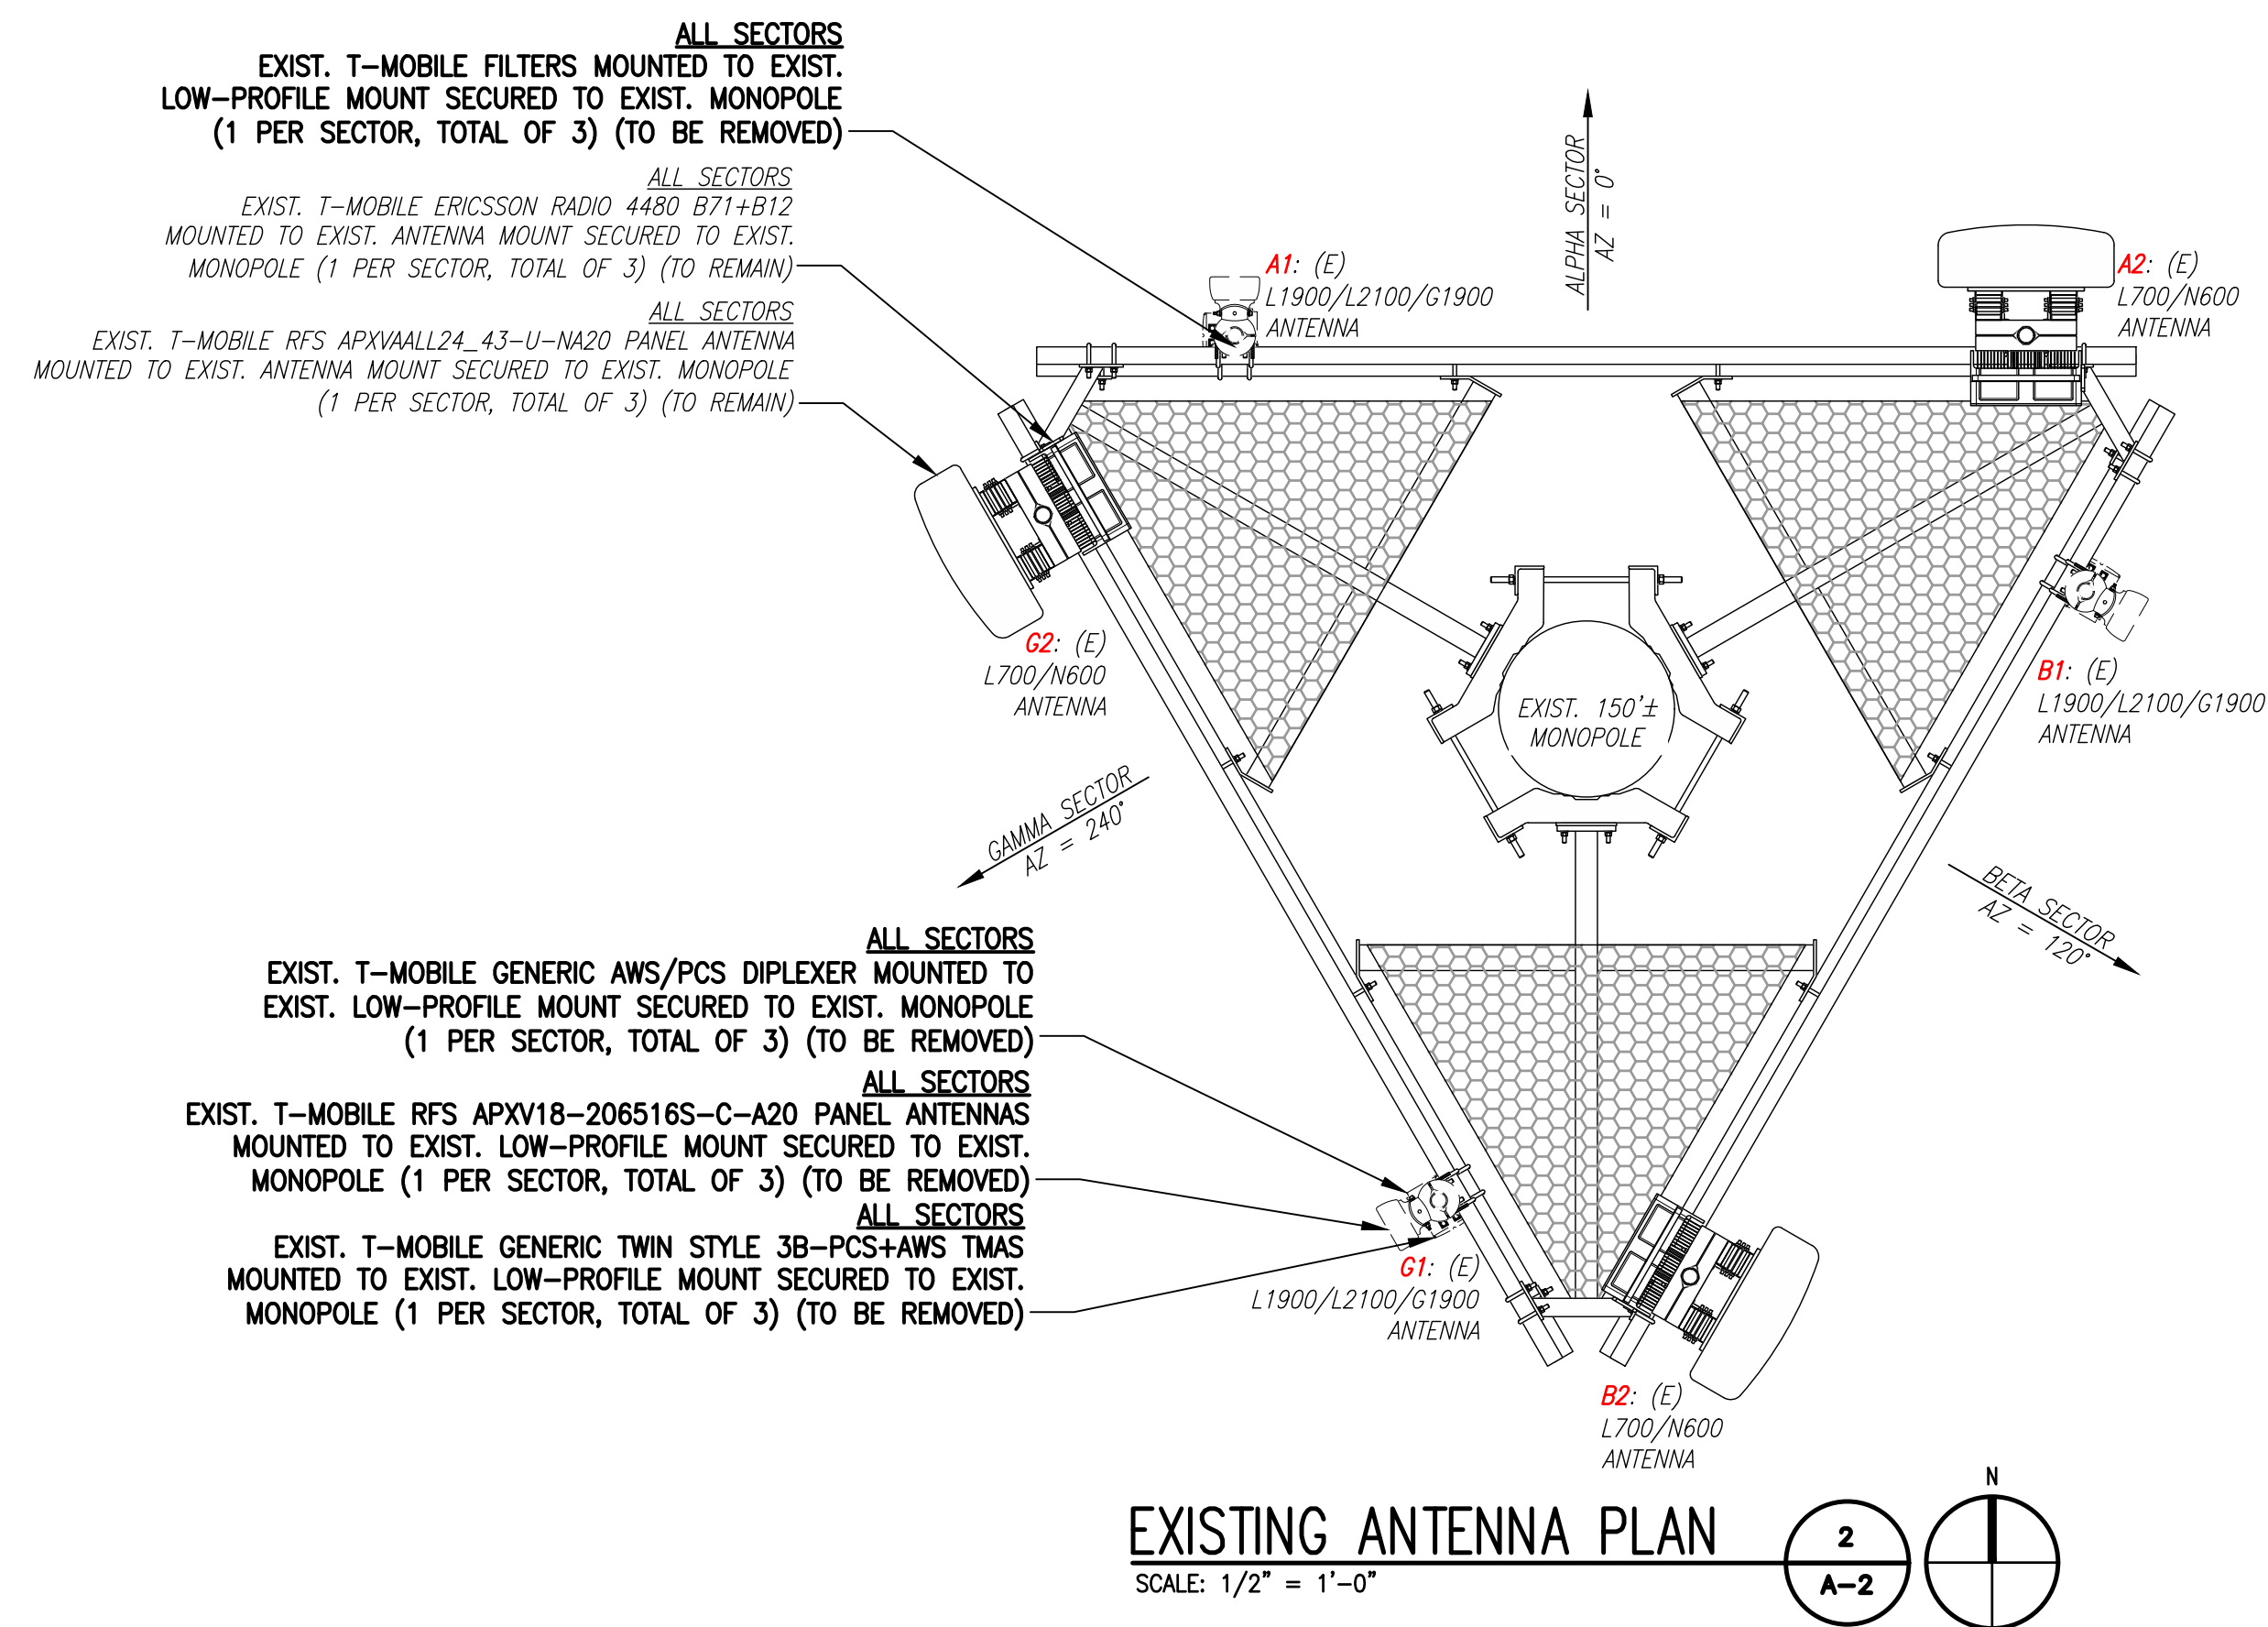 ALL SECTORS
EXIST. T-MOBILE FILTERS MOUNTED TO EXIST.
LOW-PROFILE MOUNT SECURED TO EXIST. MONOPOLE
(1 PER SECTOR, TOTAL OF 3) (TO BE REMOVED)
ALL SECTORS
EXIST. T-MOBILE ERICSSON RADIO 4480 B71+B12
MOUNTED TO EXIST. ANTENNA MOUNT SECURED TO EXIST.
MONOPOLE (1 PER SECTOR, TOTAL OF 3) (TO REMAIN)
ALL SECTORS
EXIST. T-MOBILE RFS APXVAALL24_43-U-NA20 PANEL ANTENNA
MOUNTED TO EXIST. ANTENNA MOUNT SECURED TO EXIST. MONOPOLE
(1 PER SECTOR, TOTAL OF 3) (TO REMAIN)
ALPHA SECTOR
AZ = 0°
A1: (E)
L1900/L2100/G1900
ANTENNA
A2: (E)
L700/N600
ANTENNA
G2: (E)
L700/N600
ANTENNA
B1: (E)
L1900/L2100/G1900
ANTENNA
EXIST. 150'±
MONOPOLE
GAMMA SECTOR
AZ = 240°
BETA SECTOR
AZ = 120°
ALL SECTORS
EXIST. T-MOBILE GENERIC AWS/PCS DIPLEXER MOUNTED TO
EXIST. LOW-PROFILE MOUNT SECURED TO EXIST. MONOPOLE
(1 PER SECTOR, TOTAL OF 3) (TO BE REMOVED)
ALL SECTORS
EXIST. T-MOBILE RFS APXV18-206516S-C-A20 PANEL ANTENNAS
MOUNTED TO EXIST. LOW-PROFILE MOUNT SECURED TO EXIST.
MONOPOLE (1 PER SECTOR, TOTAL OF 3) (TO BE REMOVED)
ALL SECTORS
EXIST. T-MOBILE GENERIC TWIN STYLE 3B-PCS+AWS TMAS
MOUNTED TO EXIST. LOW-PROFILE MOUNT SECURED TO EXIST.
MONOPOLE (1 PER SECTOR, TOTAL OF 3) (TO BE REMOVED)
G1: (E)
L1900/L2100/G1900
ANTENNA
B2: (E)
L700/N600
ANTENNA
EXISTING ANTENNA PLAN
SCALE: 1/2" = 1'-0"
2
A-2
N